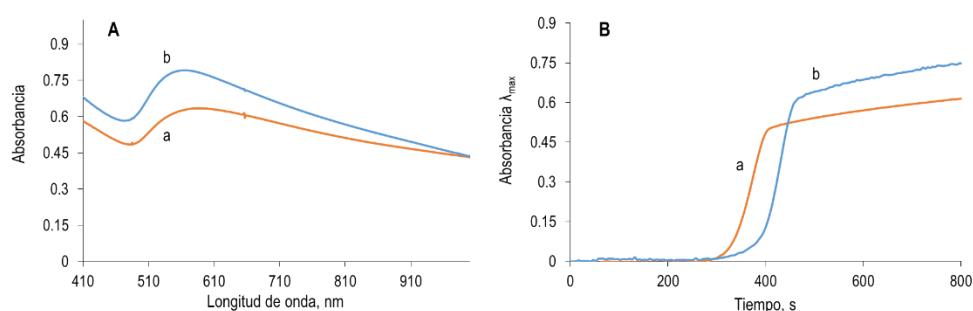 A
B
0.9
0.75
0.6
0.45
0.3
0.15
0
Absorbancia
b
a
410 510 610 710 810 910
Longitud de onda, nm
0.9
0.75
0.6
0.45
0.3
0.15
0
Absorbancia λmax
b
a
0 200 400 600 800
Tiempo, s